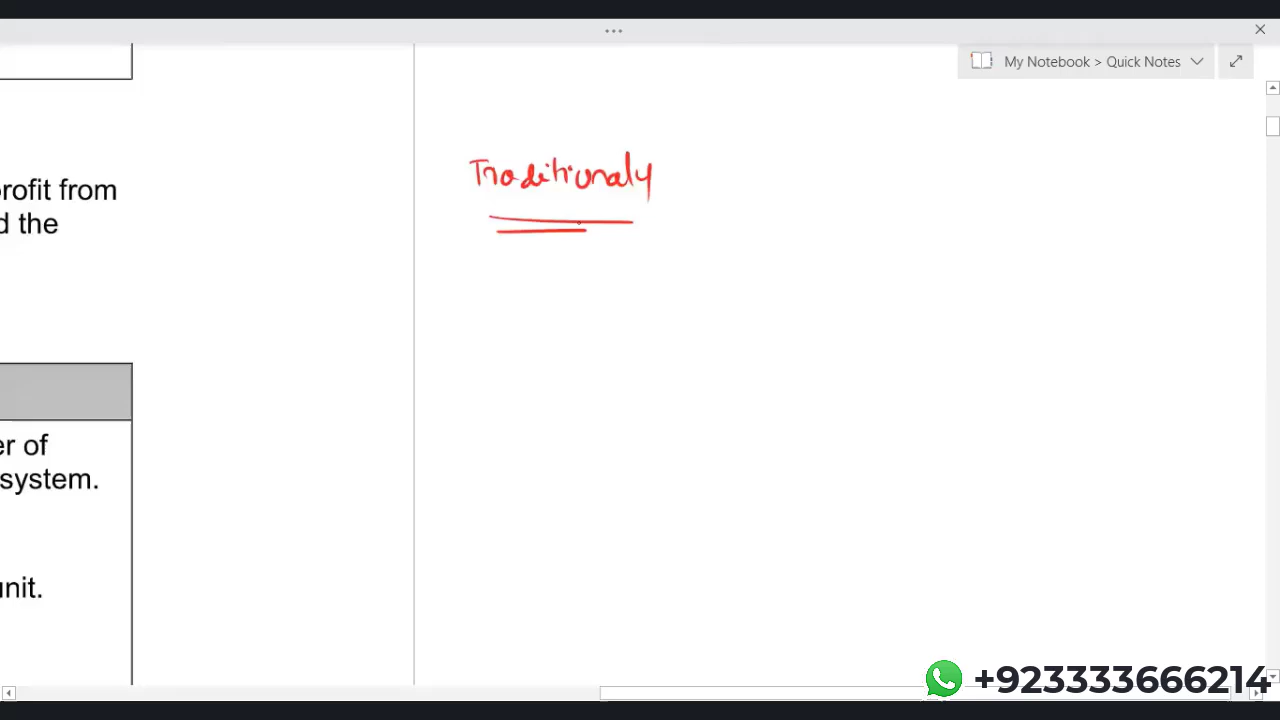 My Notebook > Quick Notes
Traditionaly
rofit from
d the
er of
system.
unit.
+923333666214